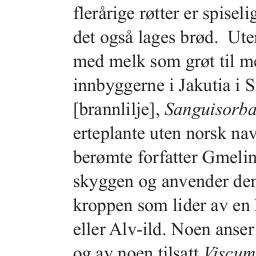 flerårige røtter er spiselig
det også lages brød. Uten
med melk som grøt til me
innbyggerne i Jakutia i S
[brannlilje], Sanguisorba
erteplante uten norsk nav
berømte forfatter Gmelin
skyggen og anvender den
kroppen som lider av en
eller Alv-ild. Noen anser
og av noen tilsatt Viscum